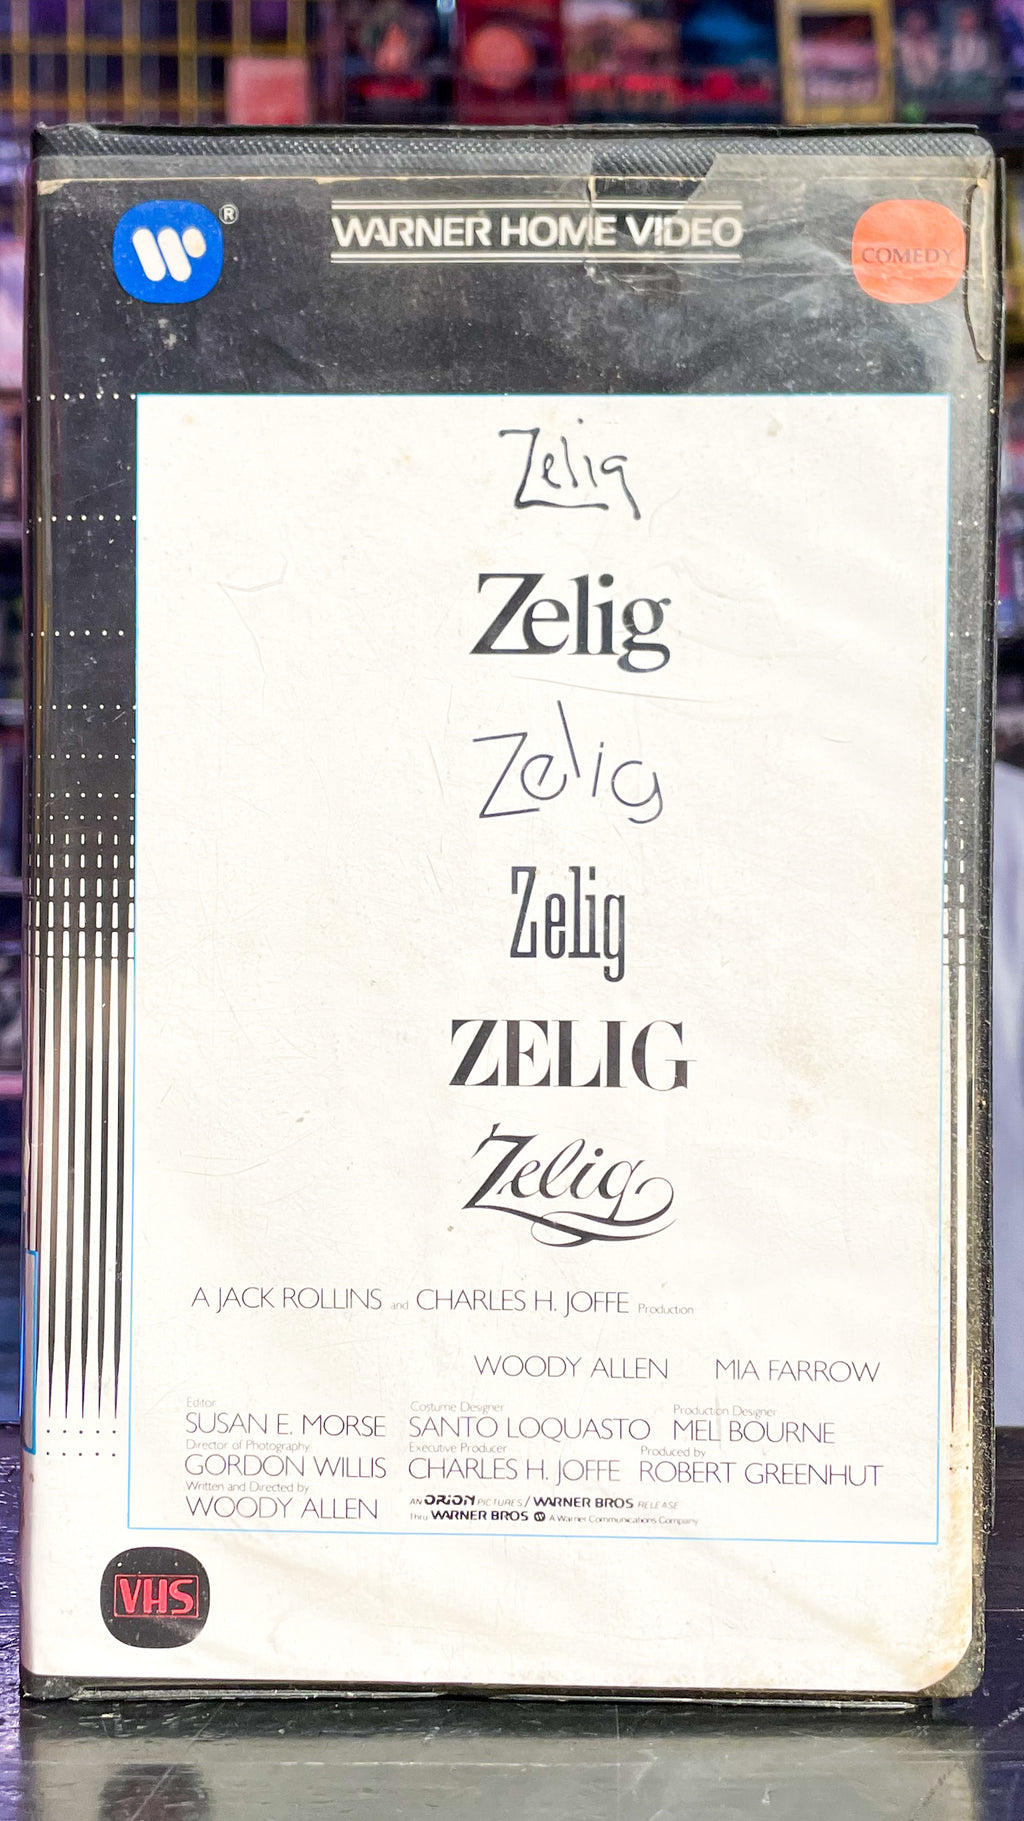 WARNER HOME VIDEO
®
COMEDY
Zelig
Zelig
Zelig
Zelig
ZELIG
Zelig
A JACK ROLLINS and CHARLES H. JOFFE Production
WOODY ALLEN MIA FARROW
Editor Costume Designer Production Designer
SUSAN E. MORSE SANTO LOQUASTO MEL BOURNE
Director of Photography Executive Producer Produced by
GORDON WILLIS CHARLES H. JOFFE ROBERT GREENHUT
Written and Directed by
WOODY ALLEN
AN ORION PICTURES / WARNER BROS RELEASE
Thru WARNER BROS A Warner Communications Company
VHS